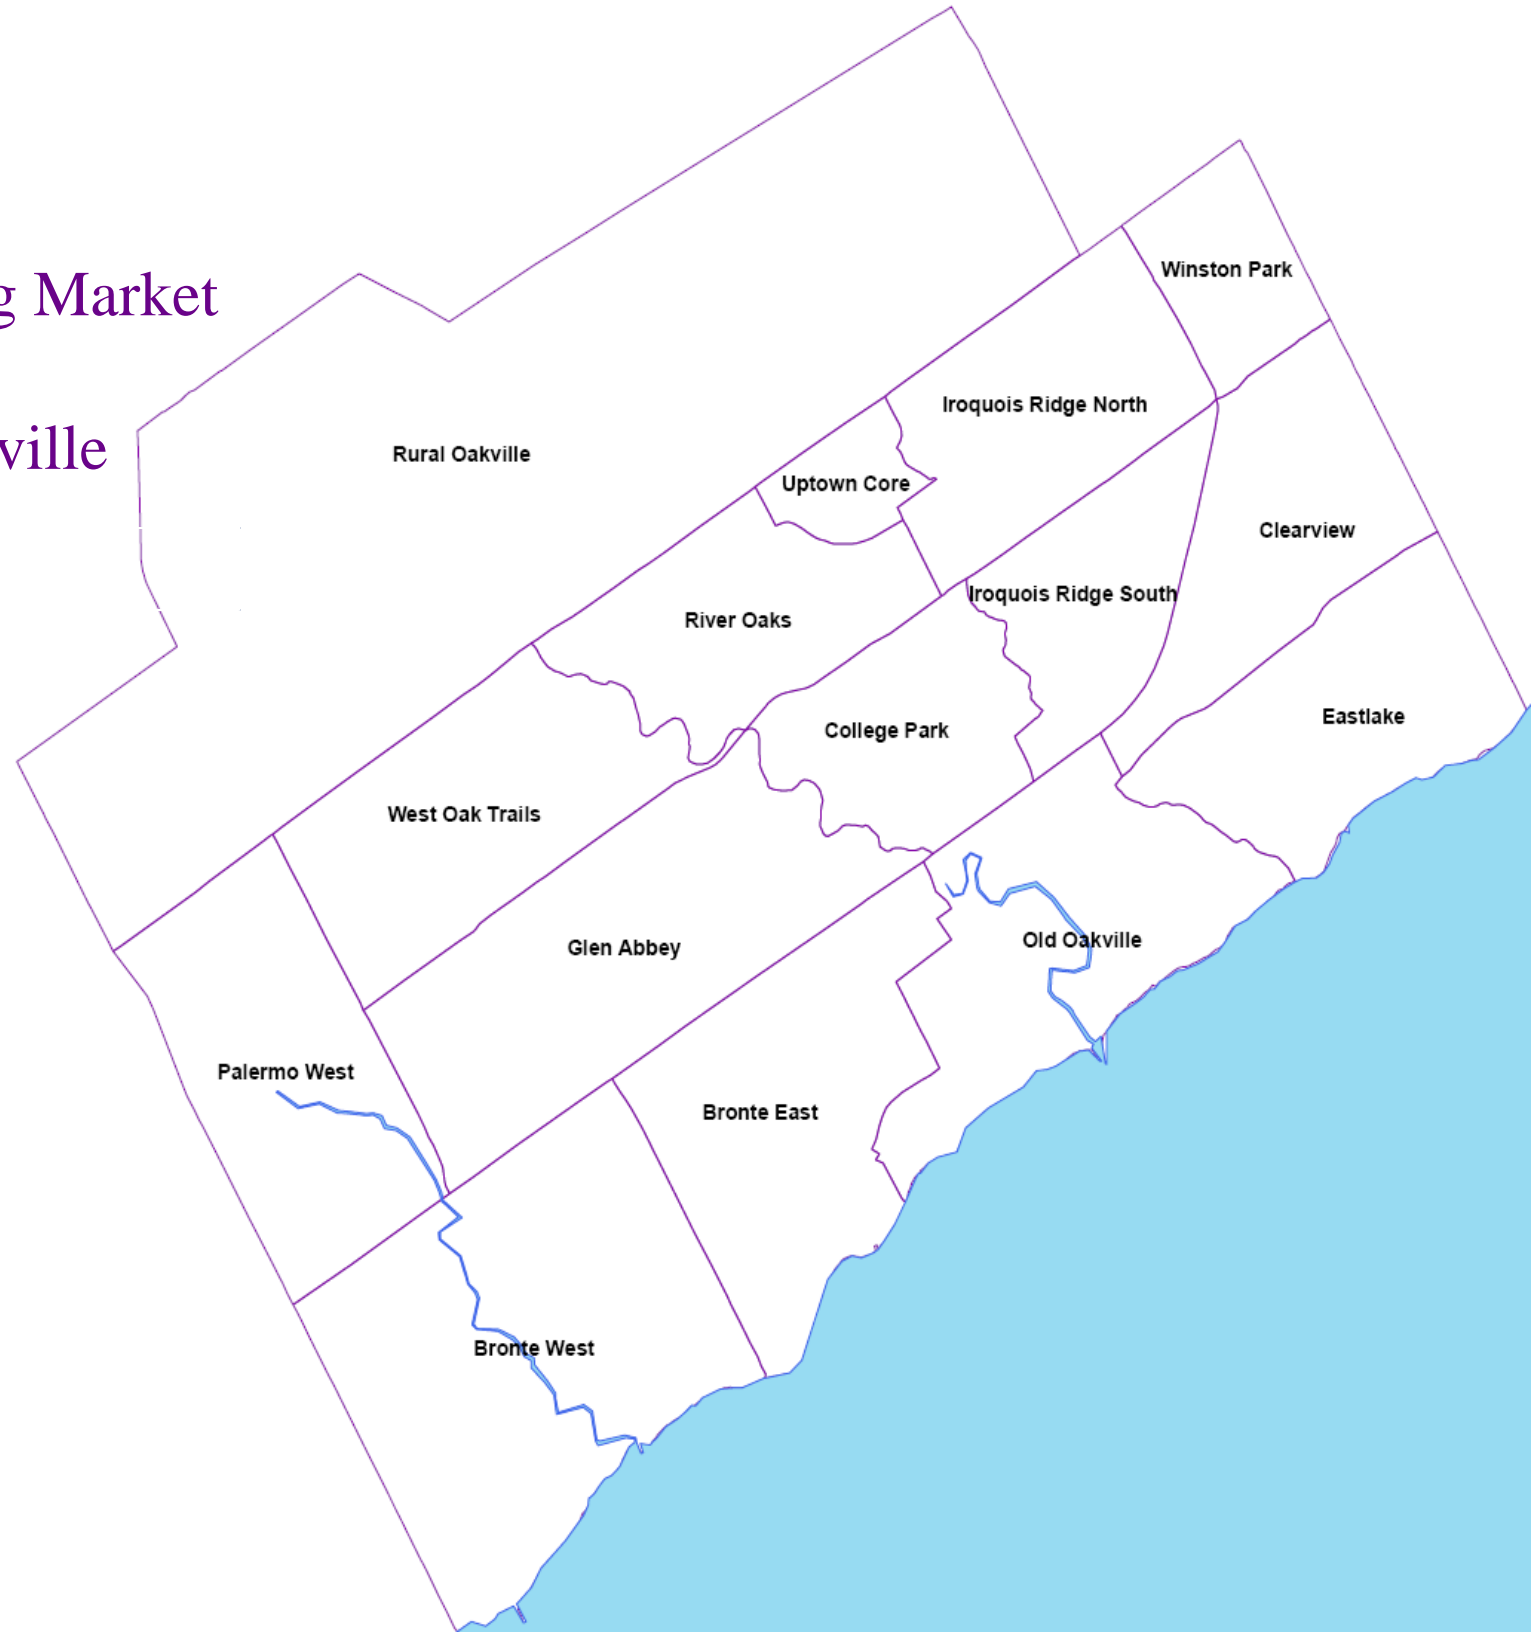 g Market
ville
Winston Park
Iroquois Ridge North
Rural Oakville
Uptown Core
Clearview
Iroquois Ridge South
River Oaks
Eastlake
College Park
West Oak Trails
Old Oakville
Glen Abbey
Palermo West
Bronte East
Bronte West